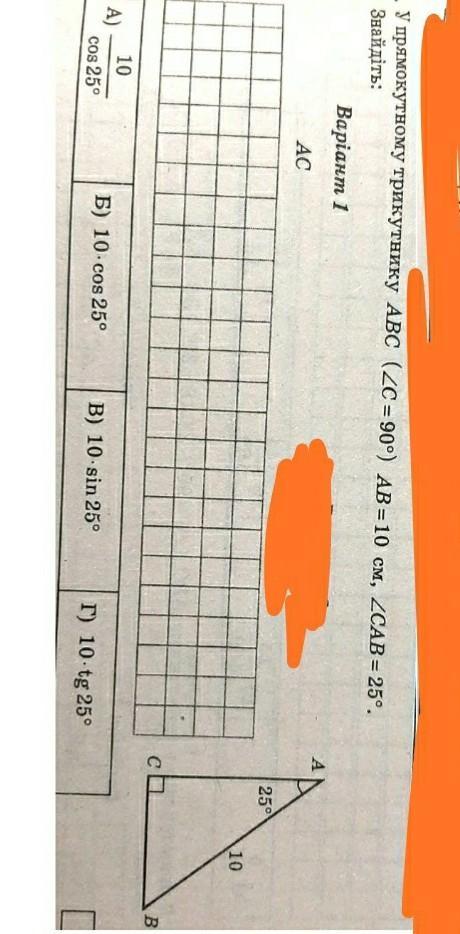 У прямокутному трикутнику ABC (∠C = 90°) AB = 10 см, ∠CAB = 25°.
Знайдіть:
Варіант 1
AC
A
25°
10
C
B
А) 10/cos 25°
Б) 10·cos 25°
В) 10·sin 25°
Г) 10·tg 25°